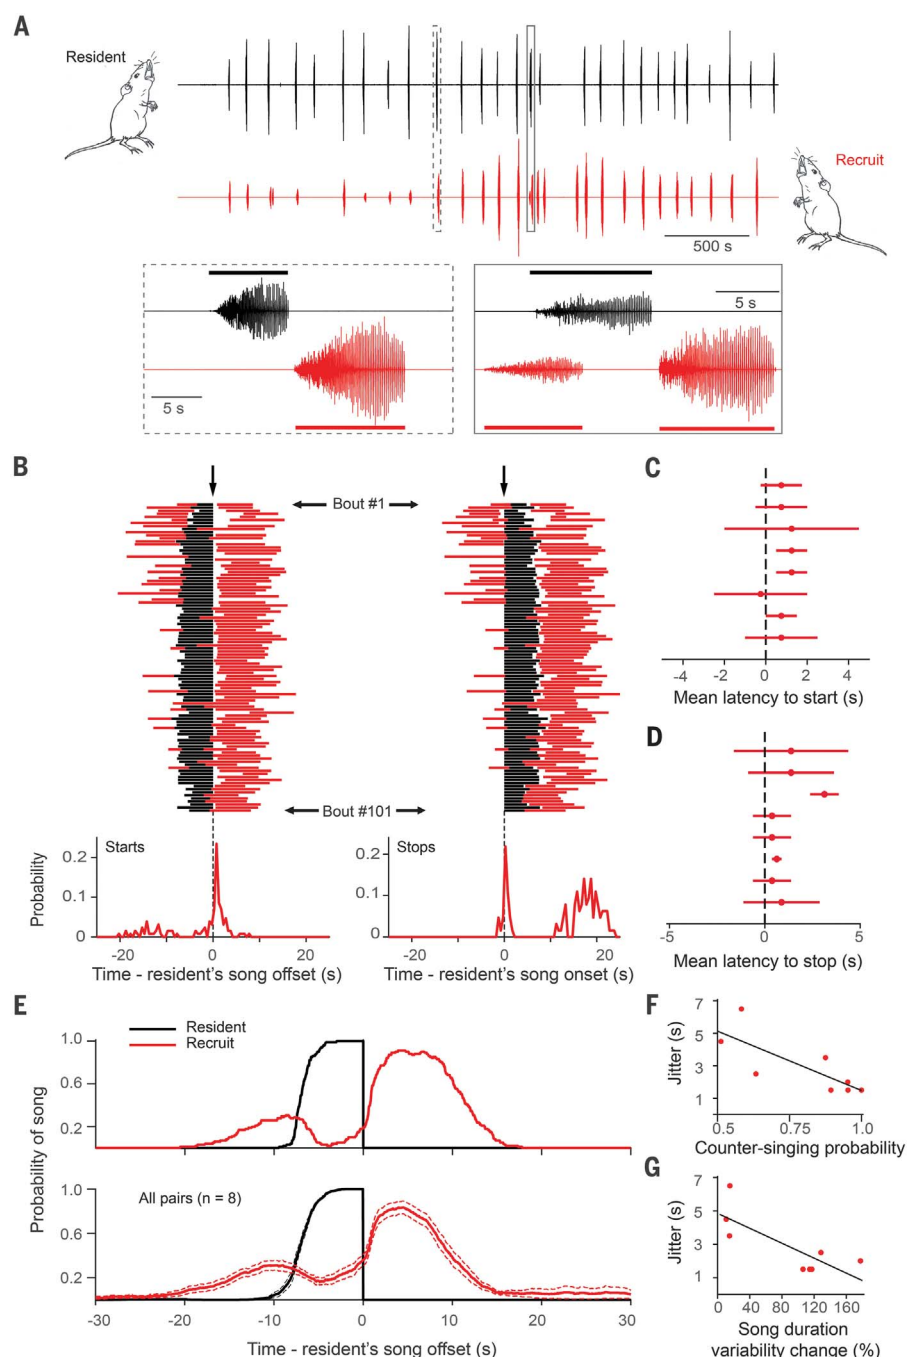 A
Resident
Recruit
500 s
5 s
5 s
B
Bout #1
Bout #101
Starts
Stops
Probability
0.2
0.1
0
-20
0
20
Time - resident's song offset (s)
0.2
0.1
0
-20
0
20
Time - resident's song onset (s)
C
-4
-2
0
2
4
Mean latency to start (s)
D
-5
0
5
Mean latency to stop (s)
E
Resident
Recruit
1.0
0.6
0.2
Probability of song
All pairs (n = 8)
1.0
0.6
0.2
-30
-20
-10
0
10
20
30
Time - resident's song offset (s)
F
Jitter (s)
7
5
3
1
0.5
0.75
1.0
Counter-singing probability
G
Jitter (s)
7
5
3
1
0
40
80
120
160
Song duration
variability change (%)